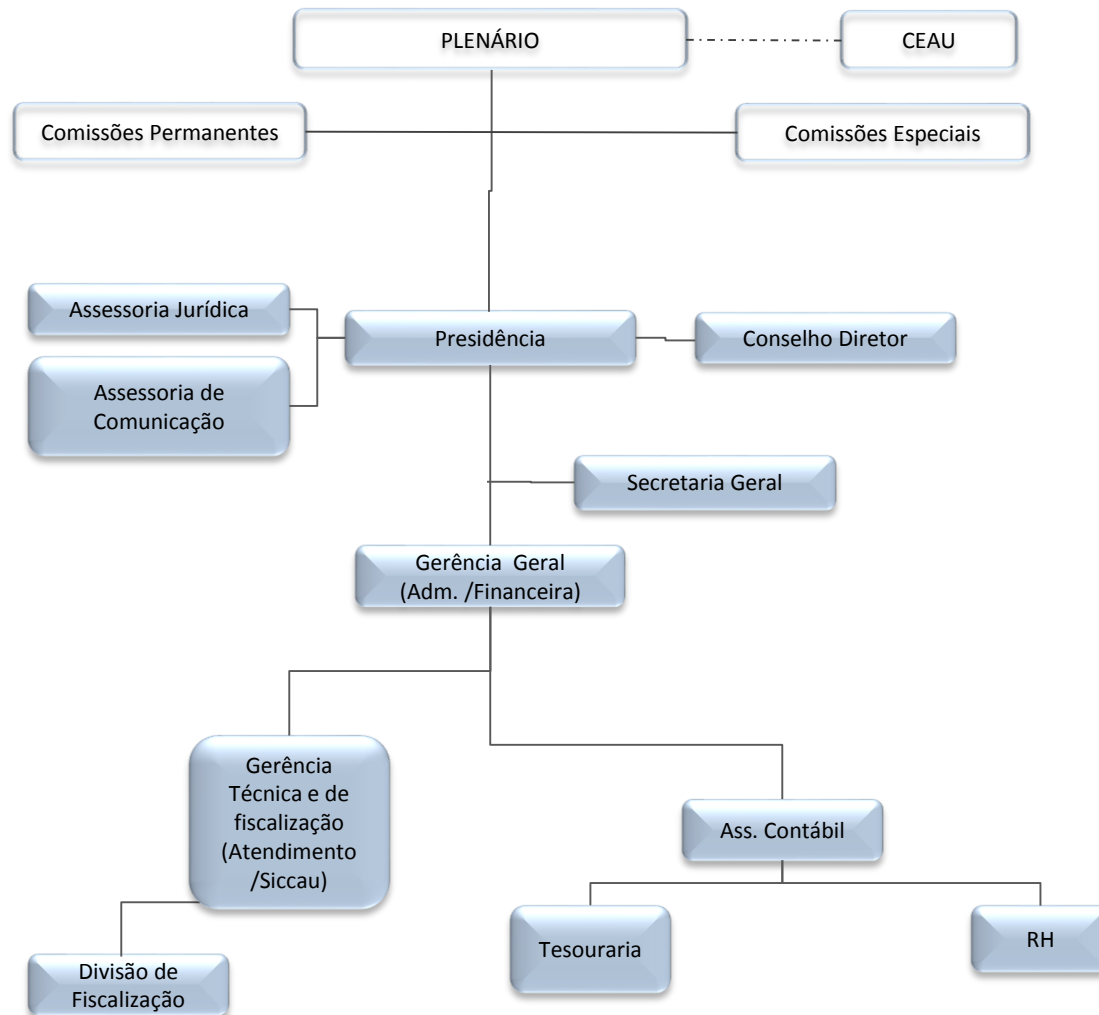 PLENÁRIO
CEAU
Comissões Permanentes
Comissões Especiais
Assessoria Jurídica
Presidência
Conselho Diretor
Assessoria de
Comunicação
Secretaria Geral
Gerência Geral
(Adm. /Financeira)
Gerência
Técnica e de
fiscalização
(Atendimento
/Siccau)
Ass. Contábil
Tesouraria
RH
Divisão de
Fiscalização